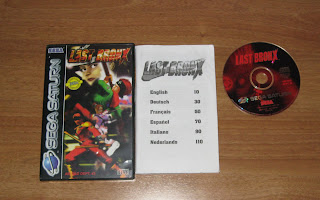 SEGA
LAST BRONX
SEGA SATURN
LAST BRONX
English 10
Deutsch 30
Français 50
Español 70
Italiano 90
Nederlands 110
LAST BRONX
SEGA SATURN
SEGA